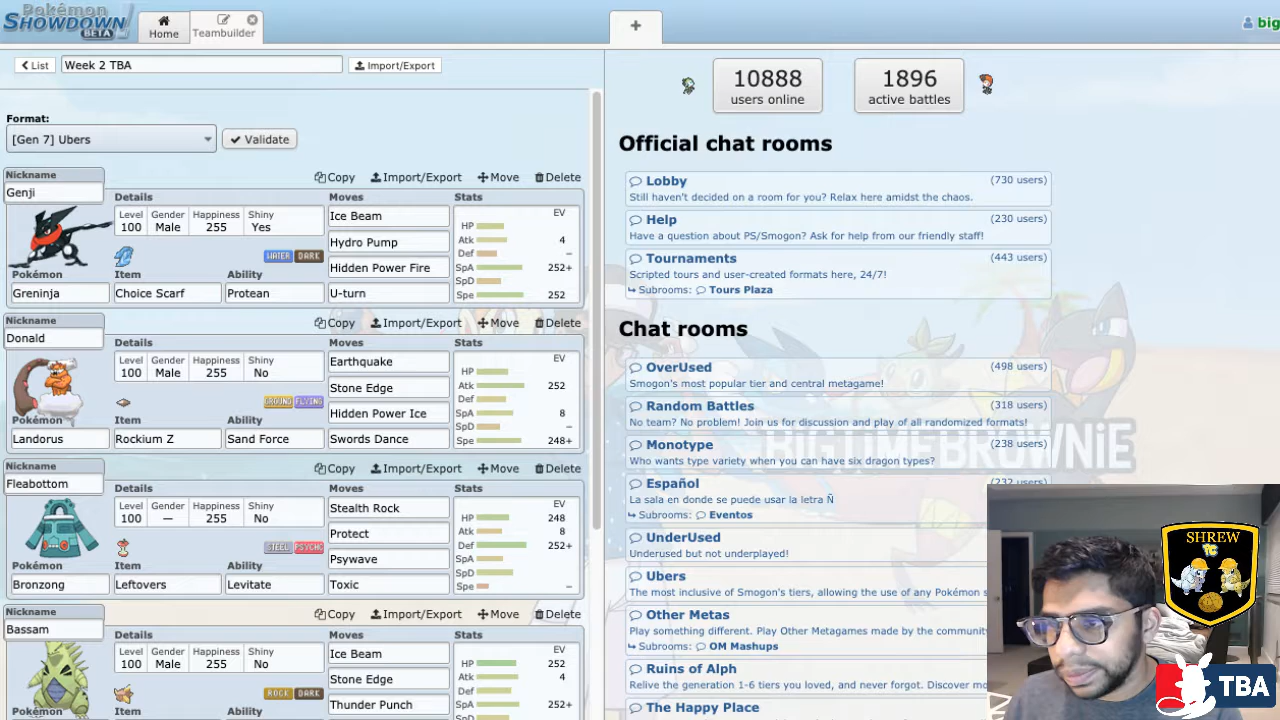 Pokémon
SHOWDOWN
BETA
Home
Teambuilder
+
big
List
Week 2 TBA
Import/Export
10888
users online
1896
active battles
Format:
[Gen 7] Ubers
Validate
Official chat rooms
Lobby (730 users)
Still haven't decided on a room for you? Relax here amidst the chaos.
Help (230 users)
Have a question about PS/Smogon? Ask for help from our friendly staff!
Tournaments (443 users)
Scripted tours and user-created formats here, 24/7!
Subrooms: Tours Plaza
Chat rooms
OverUsed (498 users)
Smogon's most popular tier and central metagame!
Random Battles (318 users)
No team? No problem! Join us for discussion and play of all randomized formats!
Monotype (238 users)
Who wants type variety when you can have six dragon types?
Español (232 users)
La sala en donde se puede usar la letra Ñ
Subrooms: Eventos
UnderUsed
Underused but not underplayed!
Ubers
The most inclusive of Smogon's tiers, allowing the use of any Pokémon s
Other Metas
Play something different. Play Other Metagames made by the community
Subrooms: OM Mashups
Ruins of Alph
Relive the generation 1-6 tiers you loved, and never forgot. Discover mo
The Happy Place
Nickname
Genji
Copy Import/Export Move Delete
Details Moves Stats
Level Gender Happiness Shiny
100 Male 255 Yes
WATER DARK
Pokémon Item Ability
Greninja Choice Scarf Protean
Ice Beam
Hydro Pump
Hidden Power Fire
U-turn
EV
HP
Atk 4
Def –
SpA 252+
SpD
Spe 252
Nickname
Donald
Copy Import/Export Move Delete
Details Moves Stats
Level Gender Happiness Shiny
100 Male 255 No
GROUND FLYING
Pokémon Item Ability
Landorus Rockium Z Sand Force
Earthquake
Stone Edge
Hidden Power Ice
Swords Dance
EV
HP
Atk 252
Def
SpA 8
SpD –
Spe 248+
Nickname
Fleabottom
Copy Import/Export Move Delete
Details Moves Stats
Level Gender Happiness Shiny
100 — 255 No
STEEL PSYCHC
Pokémon Item Ability
Bronzong Leftovers Levitate
Stealth Rock
Protect
Psywave
Toxic
EV
HP 248
Atk 8
Def 252+
SpA
SpD
Spe –
Nickname
Bassam
Copy Import/Export Move Delete
Details Moves Stats
Level Gender Happiness Shiny
100 Male 255 No
ROCK DARK
Pokémon Item Ability
Ice Beam
Stone Edge
Thunder Punch
EV
HP 252
Atk 4
Def
SpA 252+
SpD
BIGTIMEBROWNiE
SHREW
TC
TBA